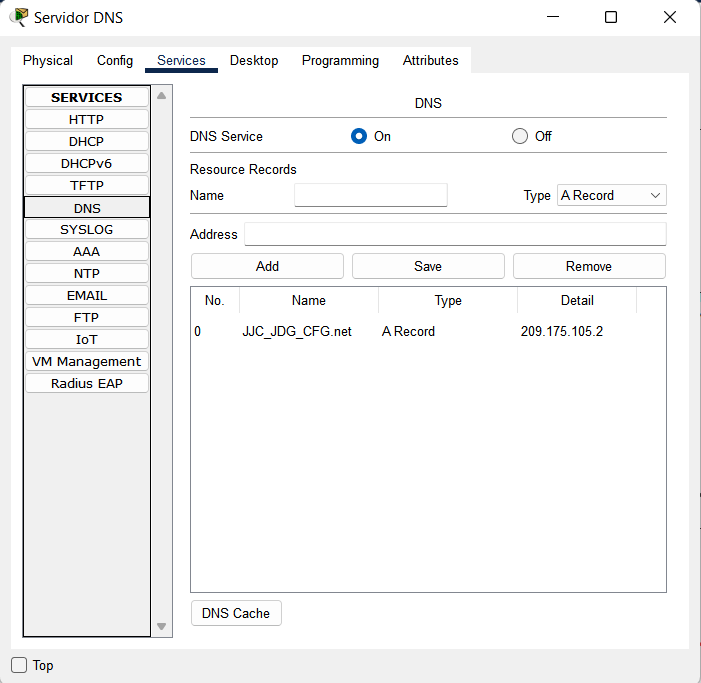 Servidor DNS
Physical Config Services Desktop Programming Attributes
SERVICES
HTTP
DHCP
DHCPv6
TFTP
DNS
SYSLOG
AAA
NTP
EMAIL
FTP
IoT
VM Management
Radius EAP
DNS
DNS Service On Off
Resource Records
Name Type A Record
Address
Add Save Remove
No. Name Type Detail
0 JJC_JDG_CFG.net A Record 209.175.105.2
DNS Cache
Top